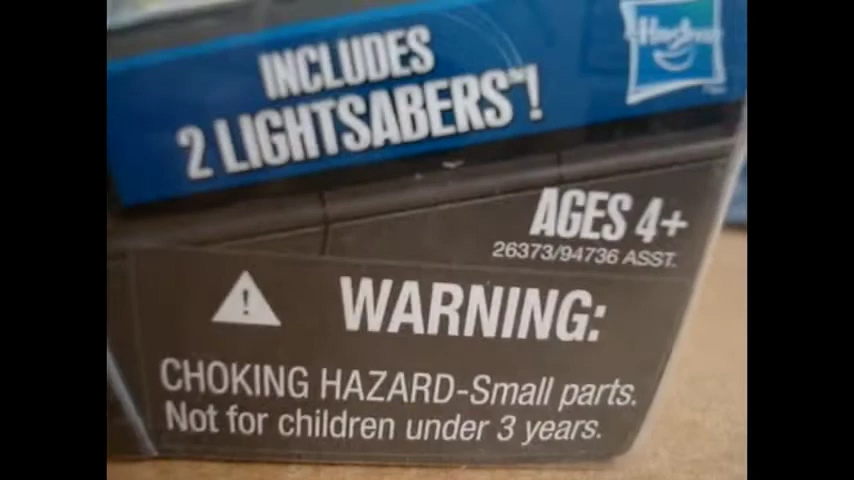 INCLUDES
2 LIGHTSABERS™!
Hasbro
AGES 4+
26373/94736 ASST.
! WARNING:
CHOKING HAZARD-Small parts.
Not for children under 3 years.